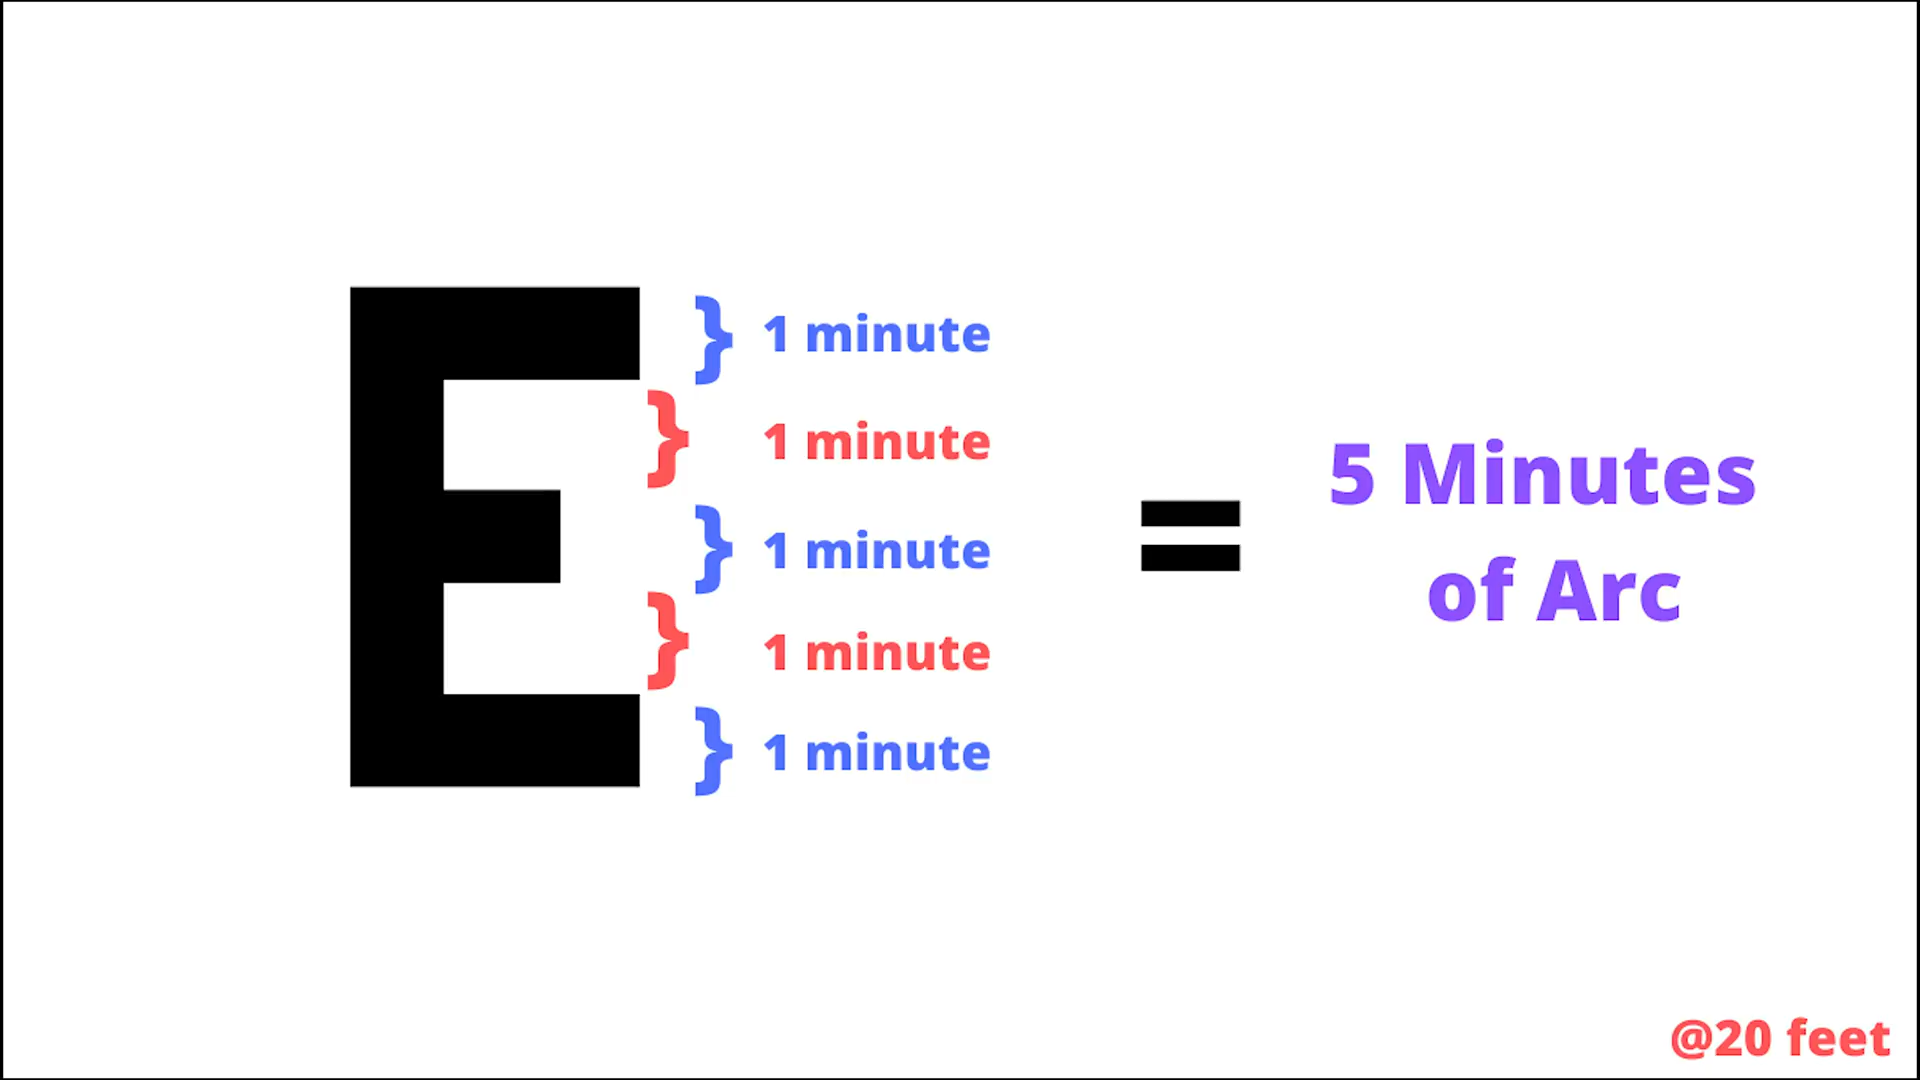 E
} 1 minute
} 1 minute
} 1 minute
} 1 minute
} 1 minute
=
5 Minutes
of Arc
@20 feet